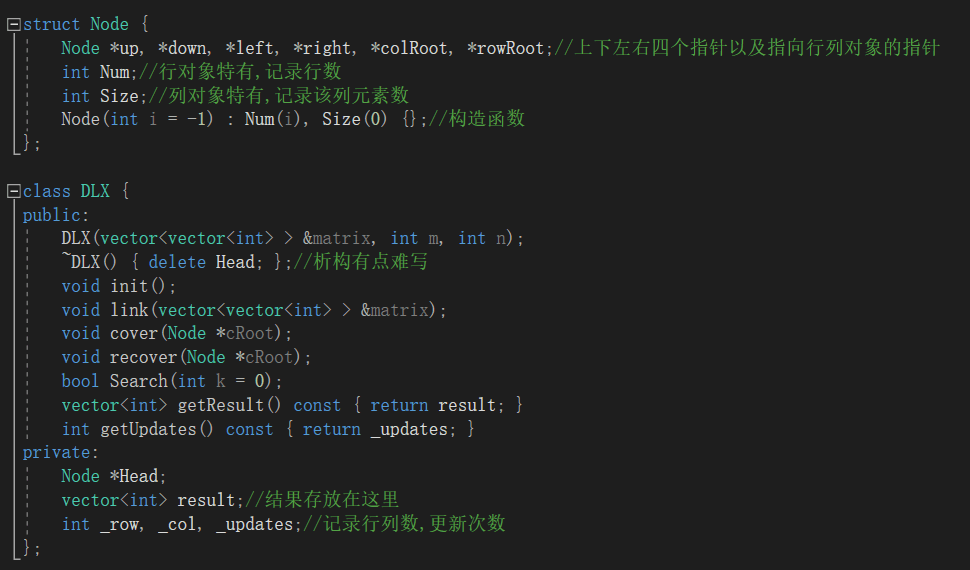 struct Node {
Node *up, *down, *left, *right, *colRoot, *rowRoot;//上下左右四个指针以及指向行列对象的指针
int Num;//行对象特有,记录行数
int Size;//列对象特有,记录该列元素数
Node(int i = -1) : Num(i), Size(0) {};//构造函数
};
class DLX {
public:
DLX(vector<vector<int> > &matrix, int m, int n);
~DLX() { delete Head; };//析构有点难写
void init();
void link(vector<vector<int> > &matrix);
void cover(Node *cRoot);
void recover(Node *cRoot);
bool Search(int k = 0);
vector<int> getResult() const { return result; }
int getUpdates() const { return _updates; }
private:
Node *Head;
vector<int> result;//结果存放在这里
int _row, _col, _updates;//记录行列数,更新次数
};